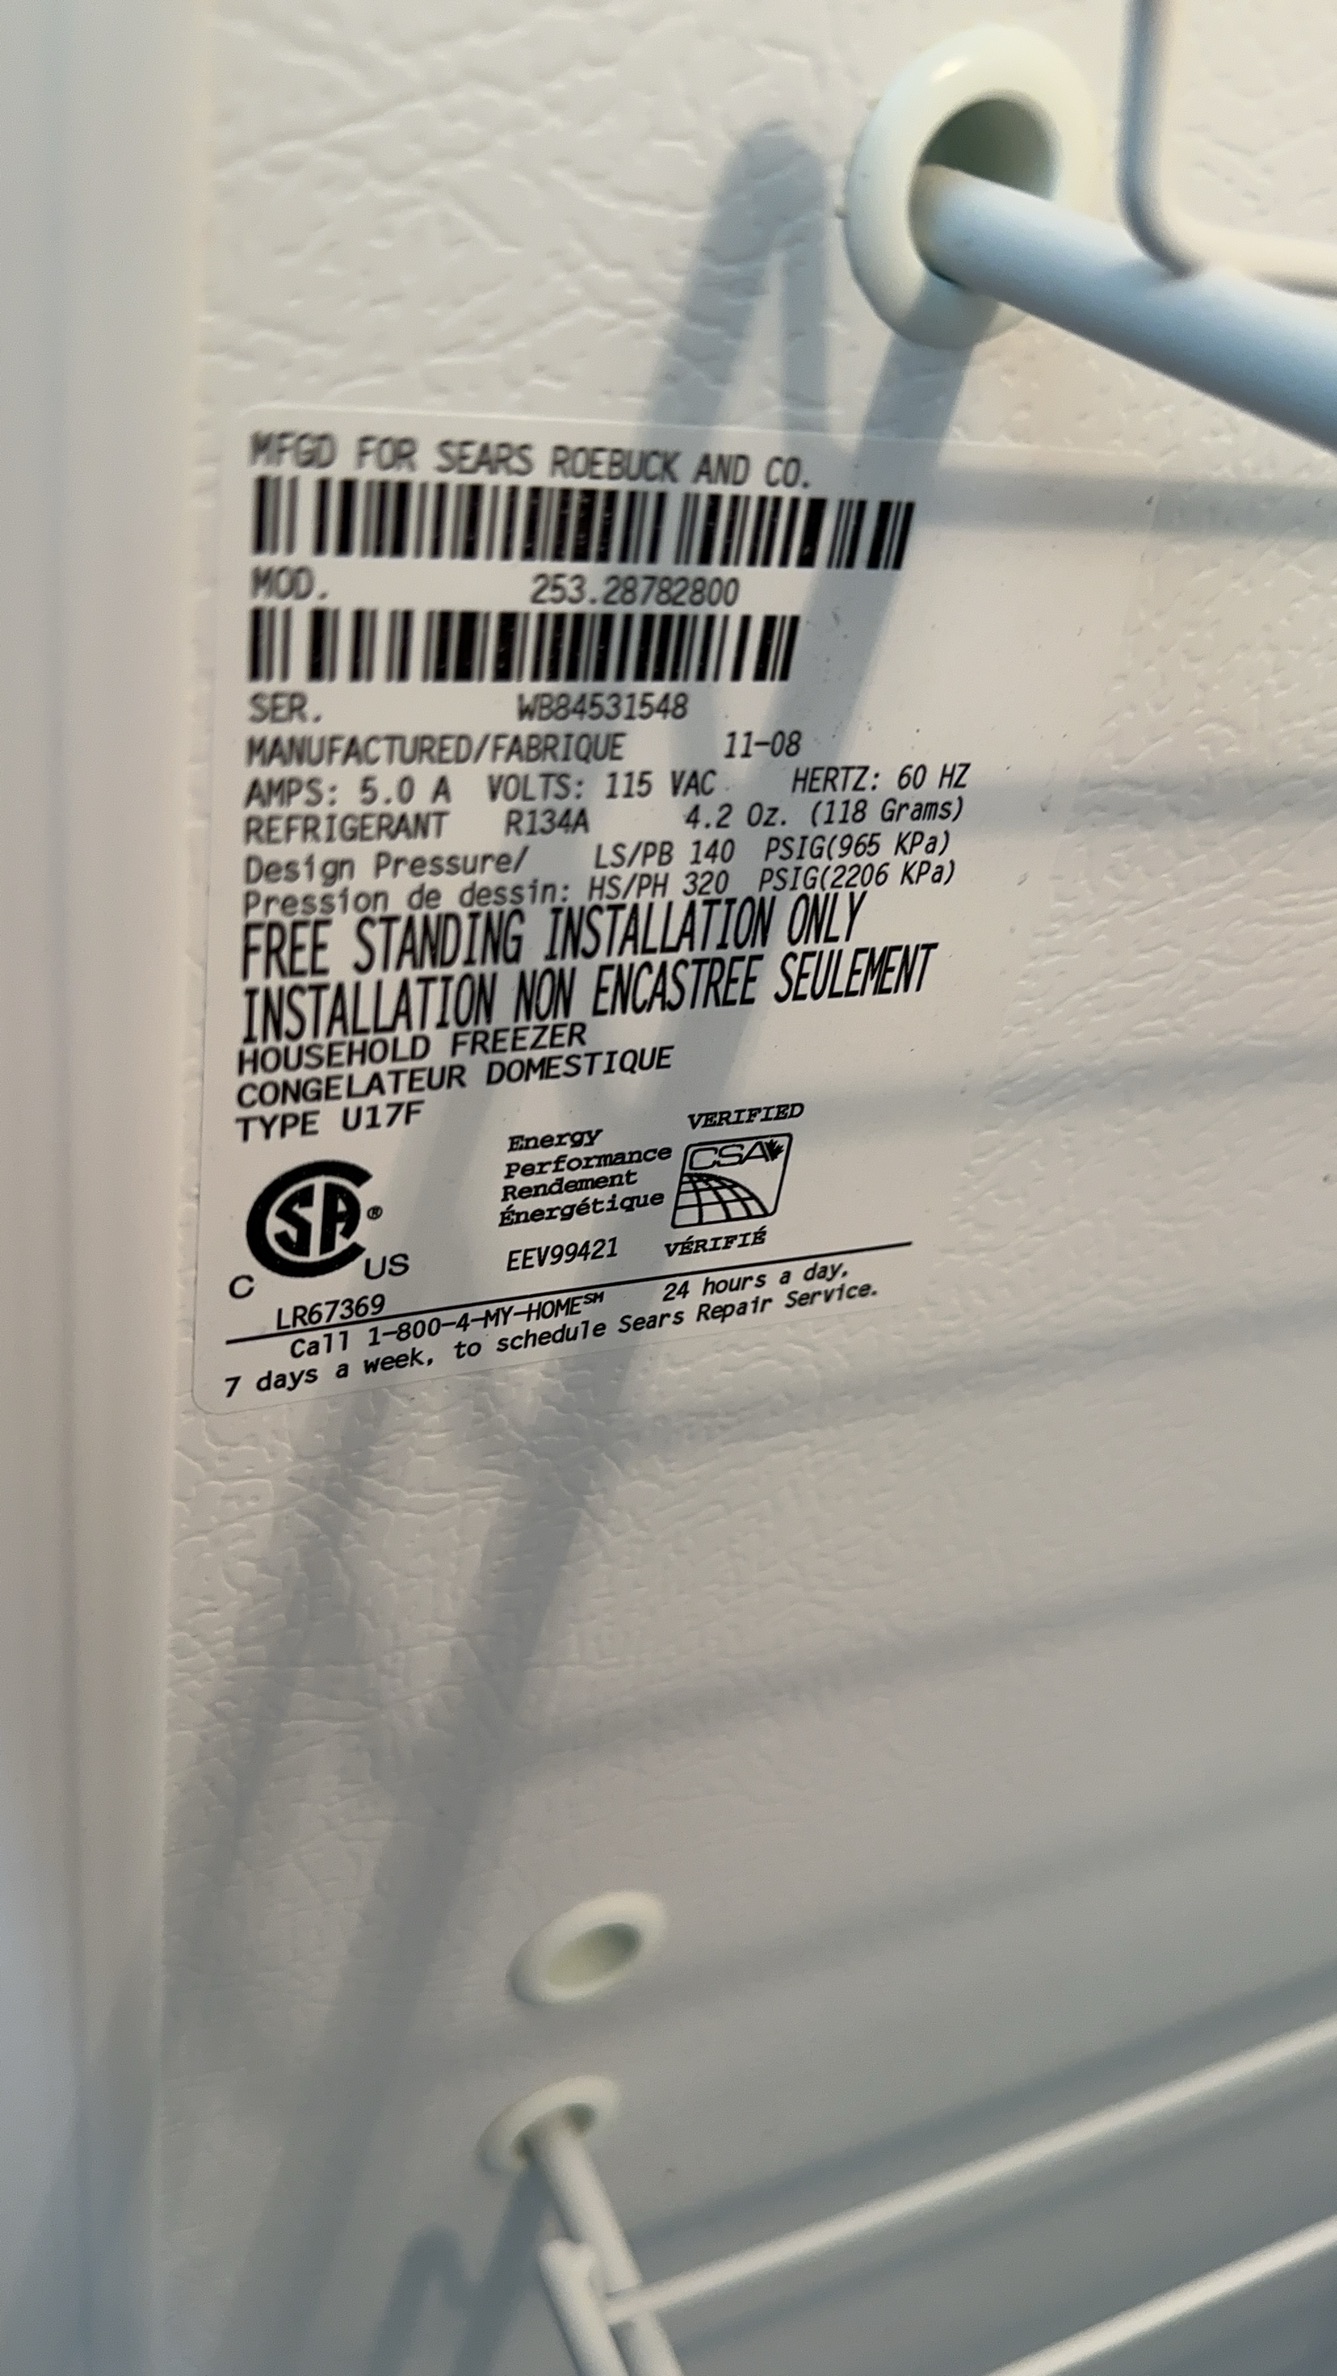 MFGD FOR SEARS ROEBUCK AND CO.
MOD. 253.28782800
SER. WB84531548
MANUFACTURED/FABRIQUE 11-08
AMPS: 5.0 A VOLTS: 115 VAC HERTZ: 60 HZ
REFRIGERANT R134A 4.2 Oz. (118 Grams)
Design Pressure/ LS/PB 140 PSIG(965 KPa)
Pression de dessin: HS/PH 320 PSIG(2206 KPa)
FREE STANDING INSTALLATION ONLY
INSTALLATION NON ENCASTREE SEULEMENT
HOUSEHOLD FREEZER
CONGELATEUR DOMESTIQUE
TYPE U17F
CSA®
C US
LR67369
Energy
Performance
Rendement
Énergétique
EEV99421
VERIFIED
CSA
VÉRIFIÉ
Call 1-800-4-MY-HOME℠ 24 hours a day,
7 days a week, to schedule Sears Repair Service.